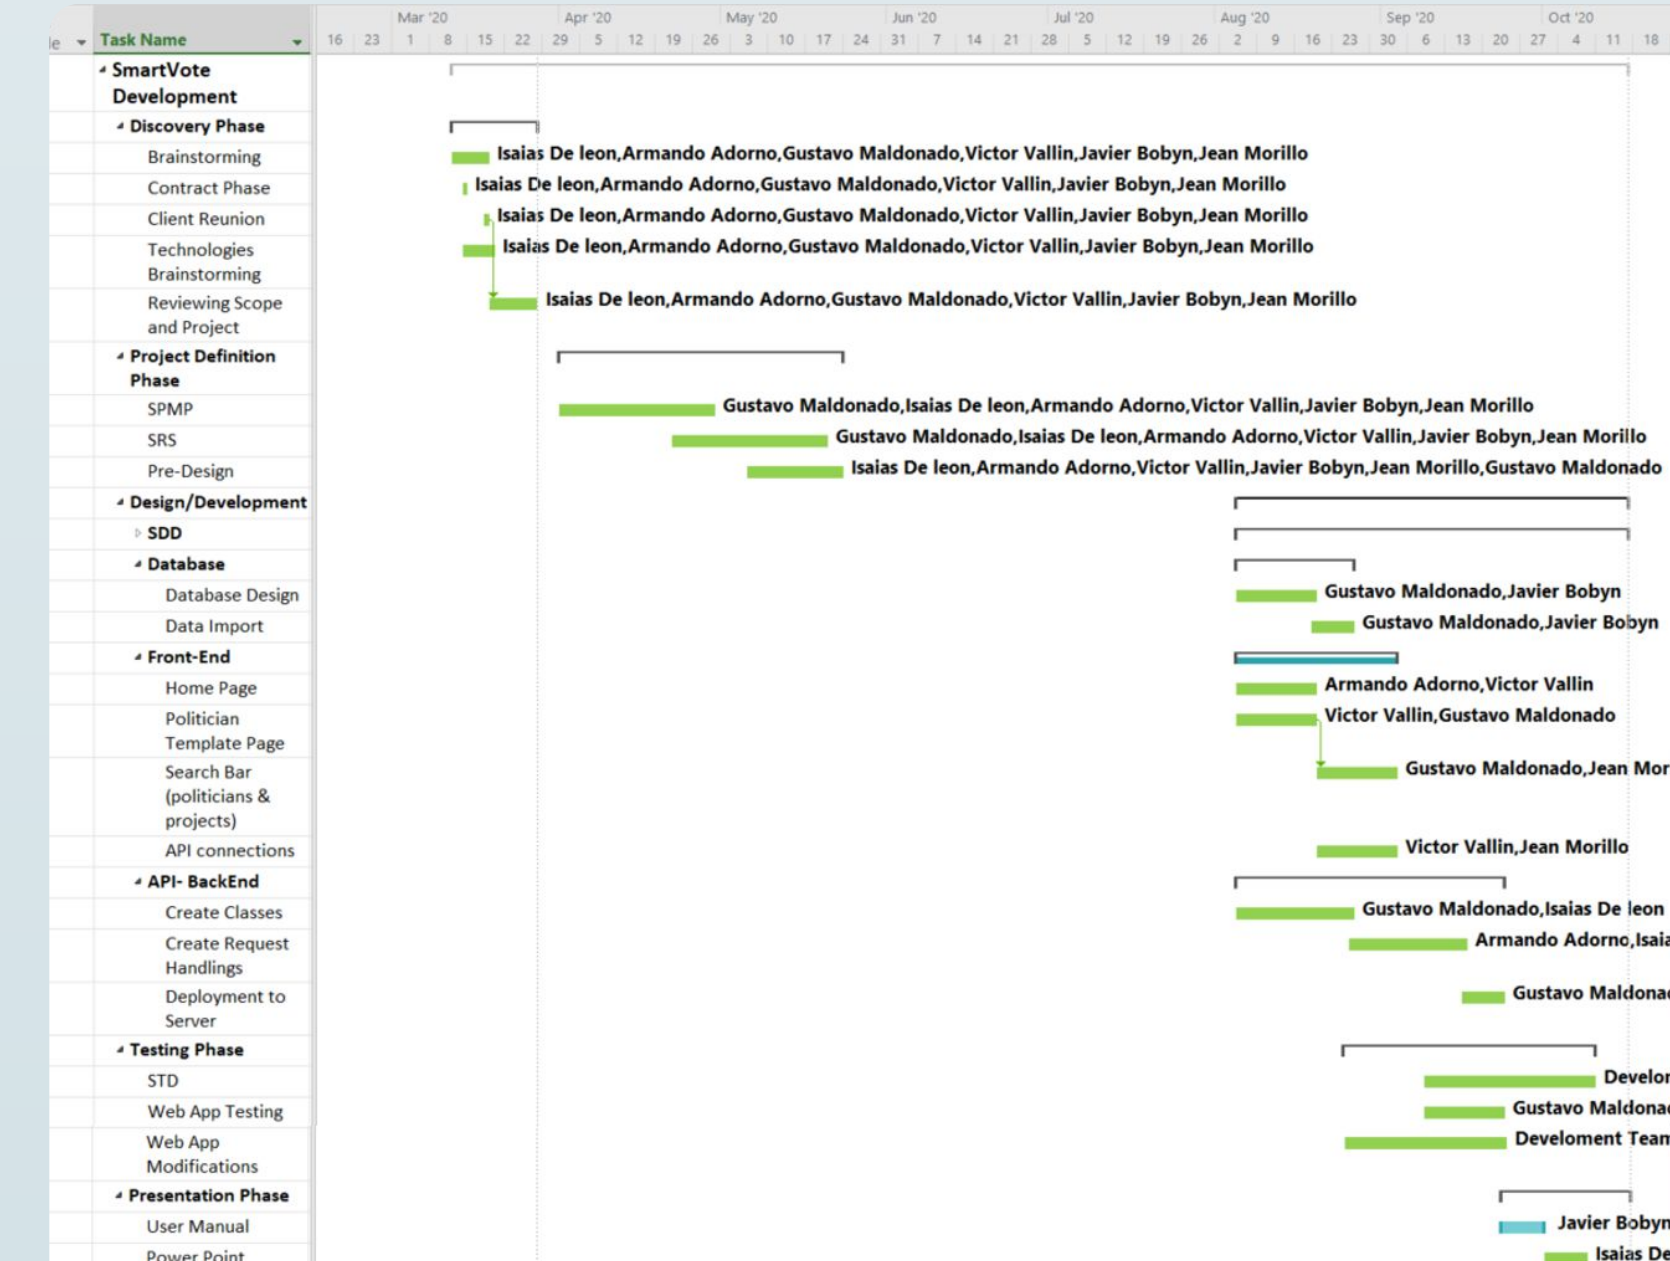 Mar '20 Apr '20 May '20 Jun '20 Jul '20 Aug '20 Sep '20 Oct '20
le Task Name 16 23 1 8 15 22 29 5 12 19 26 3 10 17 24 31 7 14 21 28 5 12 19 26 2 9 16 23 30 6 13 20 27 4 11 18
SmartVote
Development
Discovery Phase
Brainstorming Isaias De leon,Armando Adorno,Gustavo Maldonado,Victor Vallin,Javier Bobyn,Jean Morillo
Contract Phase Isaias De leon,Armando Adorno,Gustavo Maldonado,Victor Vallin,Javier Bobyn,Jean Morillo
Client Reunion Isaias De leon,Armando Adorno,Gustavo Maldonado,Victor Vallin,Javier Bobyn,Jean Morillo
Technologies Isaias De leon,Armando Adorno,Gustavo Maldonado,Victor Vallin,Javier Bobyn,Jean Morillo
Brainstorming
Reviewing Scope Isaias De leon,Armando Adorno,Gustavo Maldonado,Victor Vallin,Javier Bobyn,Jean Morillo
and Project
Project Definition
Phase
SPMP Gustavo Maldonado,Isaias De leon,Armando Adorno,Victor Vallin,Javier Bobyn,Jean Morillo
SRS Gustavo Maldonado,Isaias De leon,Armando Adorno,Victor Vallin,Javier Bobyn,Jean Morillo
Pre-Design Isaias De leon,Armando Adorno,Victor Vallin,Javier Bobyn,Jean Morillo,Gustavo Maldonado
Design/Development
SDD
Database
Database Design Gustavo Maldonado,Javier Bobyn
Data Import Gustavo Maldonado,Javier Bobyn
Front-End
Home Page Armando Adorno,Victor Vallin
Politician Victor Vallin,Gustavo Maldonado
Template Page
Search Bar Gustavo Maldonado,Jean Mor
(politicians &
projects)
API connections Victor Vallin,Jean Morillo
API- BackEnd
Create Classes Gustavo Maldonado,Isaias De leon
Create Request Armando Adorno,Isaia
Handlings
Deployment to Gustavo Maldonad
Server
Testing Phase
STD Develop
Web App Testing Gustavo Maldonad
Web App Develoment Team
Modifications
Presentation Phase
User Manual Javier Bobyn
Power Point Isaias De